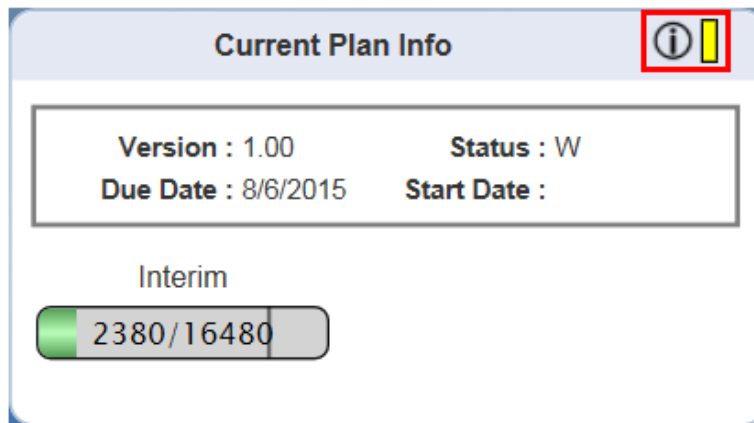 Current Plan Info
Version : 1.00 Status : W
Due Date : 8/6/2015 Start Date :
Interim
2380/16480